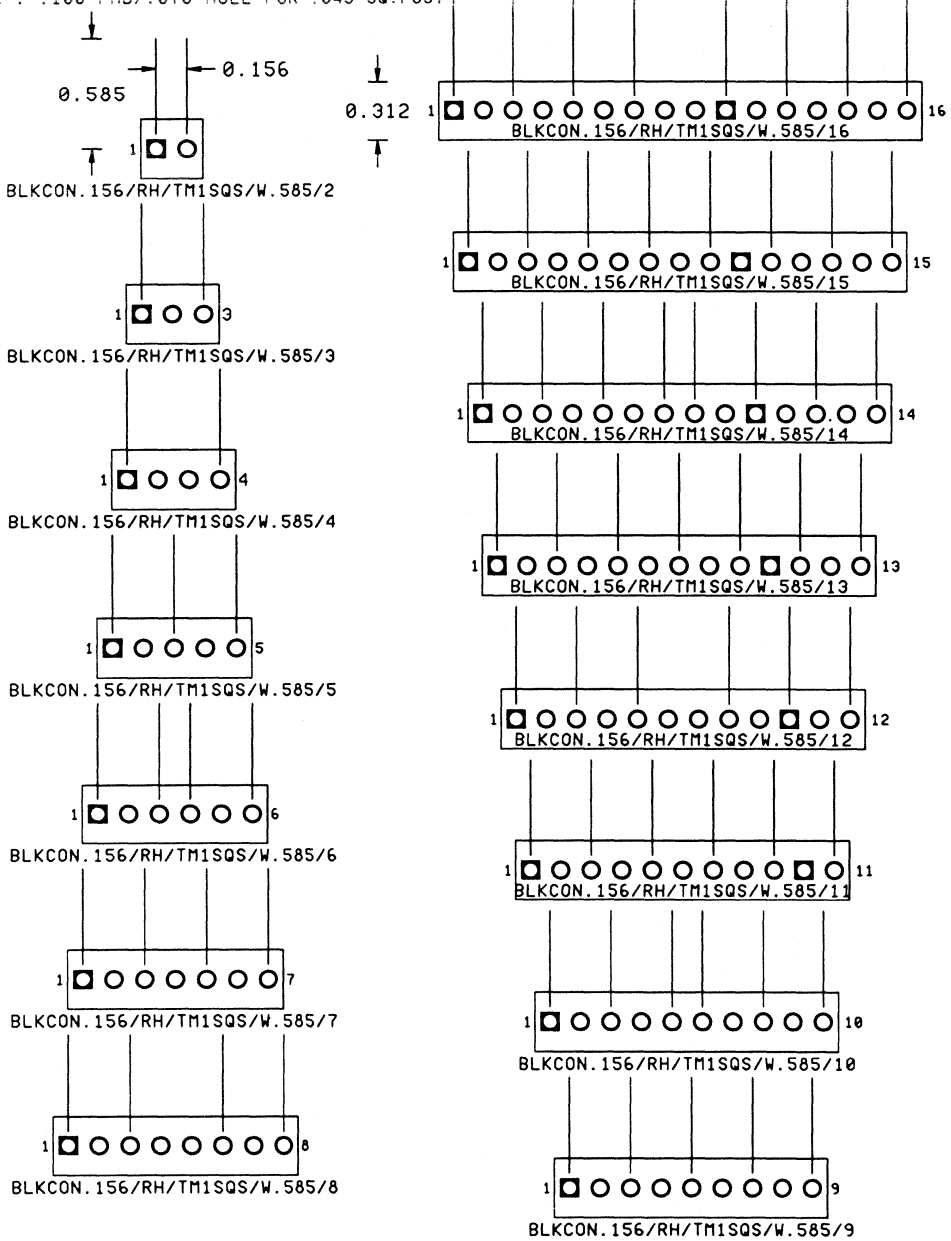 .100 PAD/.070 HOLE FOR .045 SQ.POST
0.156
0.585
1
BLKCON.156/RH/TM1SQS/W.585/2
1 3
BLKCON.156/RH/TM1SQS/W.585/3
1 4
BLKCON.156/RH/TM1SQS/W.585/4
1 5
BLKCON.156/RH/TM1SQS/W.585/5
1 6
BLKCON.156/RH/TM1SQS/W.585/6
1 7
BLKCON.156/RH/TM1SQS/W.585/7
1 8
BLKCON.156/RH/TM1SQS/W.585/8
0.312
1 16
BLKCON.156/RH/TM1SQS/W.585/16
1 15
BLKCON.156/RH/TM1SQS/W.585/15
1 14
BLKCON.156/RH/TM1SQS/W.585/14
1 13
BLKCON.156/RH/TM1SQS/W.585/13
1 12
BLKCON.156/RH/TM1SQS/W.585/12
1 11
BLKCON.156/RH/TM1SQS/W.585/11
1 10
BLKCON.156/RH/TM1SQS/W.585/10
1 9
BLKCON.156/RH/TM1SQS/W.585/9